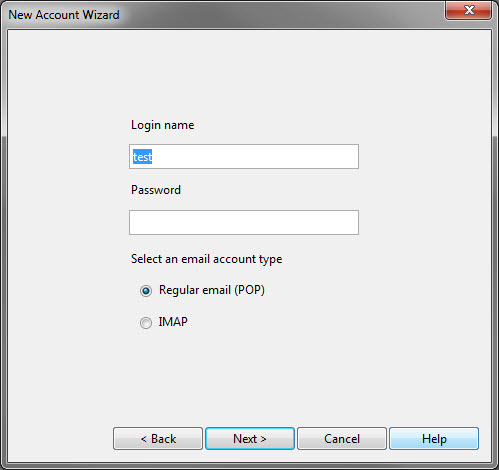 New Account Wizard
Login name
test
Password
Select an email account type
Regular email (POP)
IMAP
< Back Next > Cancel Help